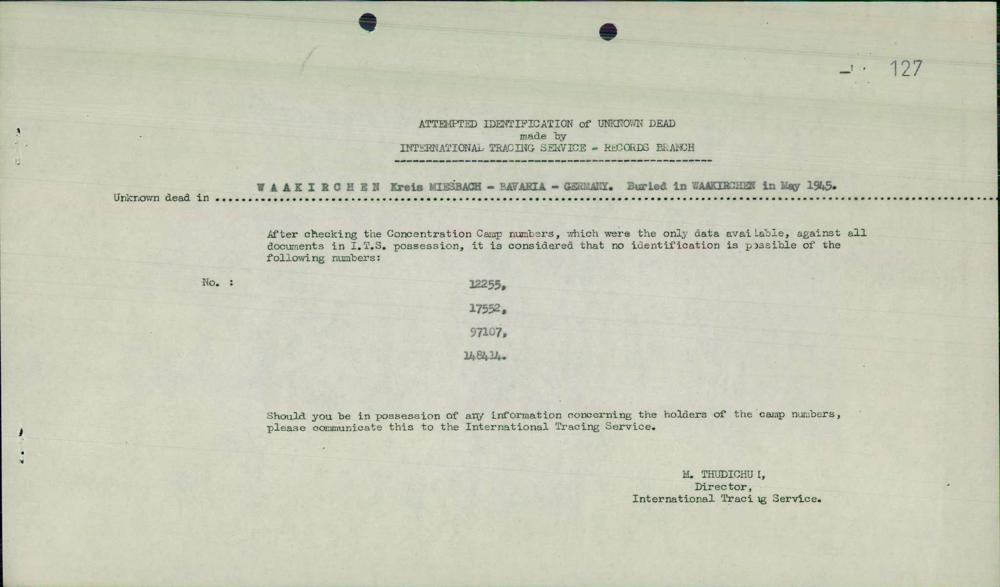 127
ATTEMPTED IDENTIFICATION of UNKNOWN DEAD
made by
INTERNATIONAL TRACING SERVICE - RECORDS BRANCH
WAAKIRCHEN Kreis MIESBACH - BAVARIA - GERMANY. Buried in WAAKIRCHEN in May 1945.
Unknown dead in
After checking the Concentration Camp numbers, which were the only data available, against all
documents in I.T.S. possession, it is considered that no identification is possible of the
following numbers:
No. :
12255,
17552,
97107,
148414.
Should you be in possession of any information concerning the holders of the camp numbers,
please communicate this to the International Tracing Service.
M. THUDICHUM,
Director,
International Tracing Service.